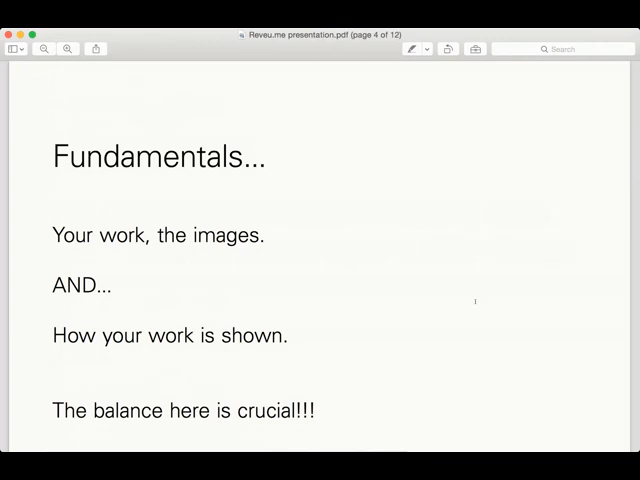 Reveu.me presentation.pdf (page 4 of 12)
Search
Fundamentals...
Your work, the images.
AND...
How your work is shown.
The balance here is crucial!!!